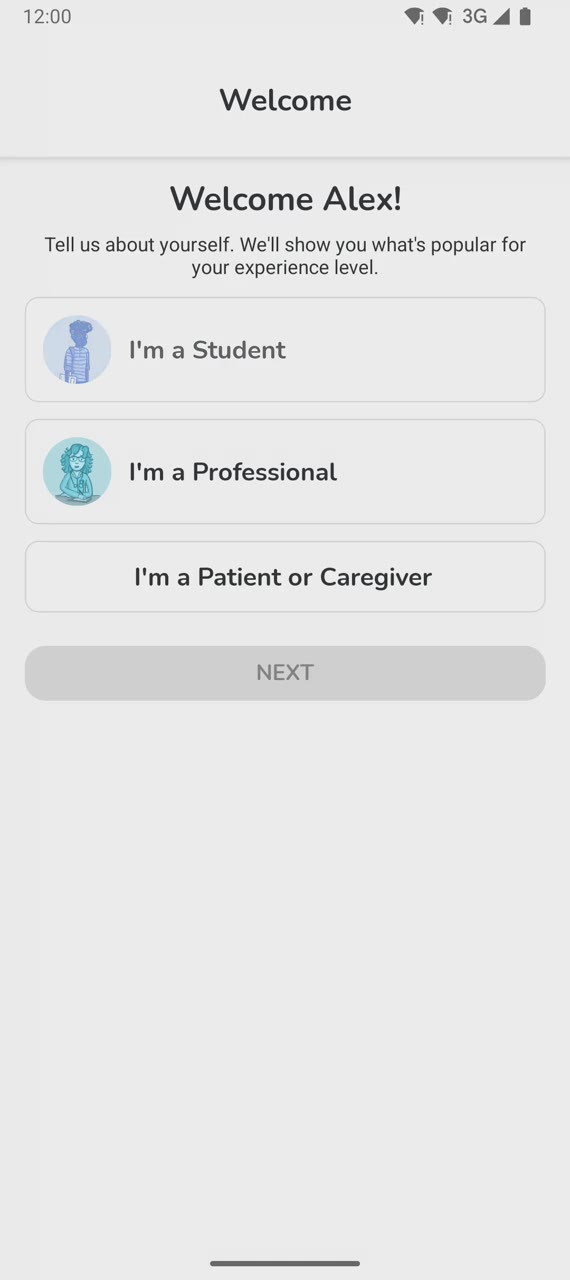 12:00
3G
Welcome
Welcome Alex!
Tell us about yourself. We'll show you what's popular for
your experience level.
I'm a Student
I'm a Professional
I'm a Patient or Caregiver
NEXT